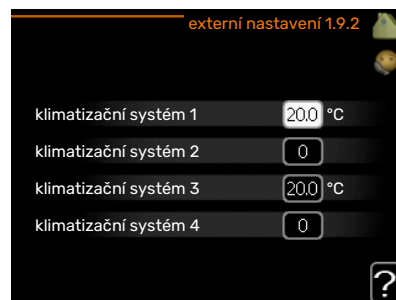 externí nastavení 1.9.2
klimatizační systém 1 20.0 °C
klimatizační systém 2 0
klimatizační systém 3 20.0 °C
klimatizační systém 4 0
?